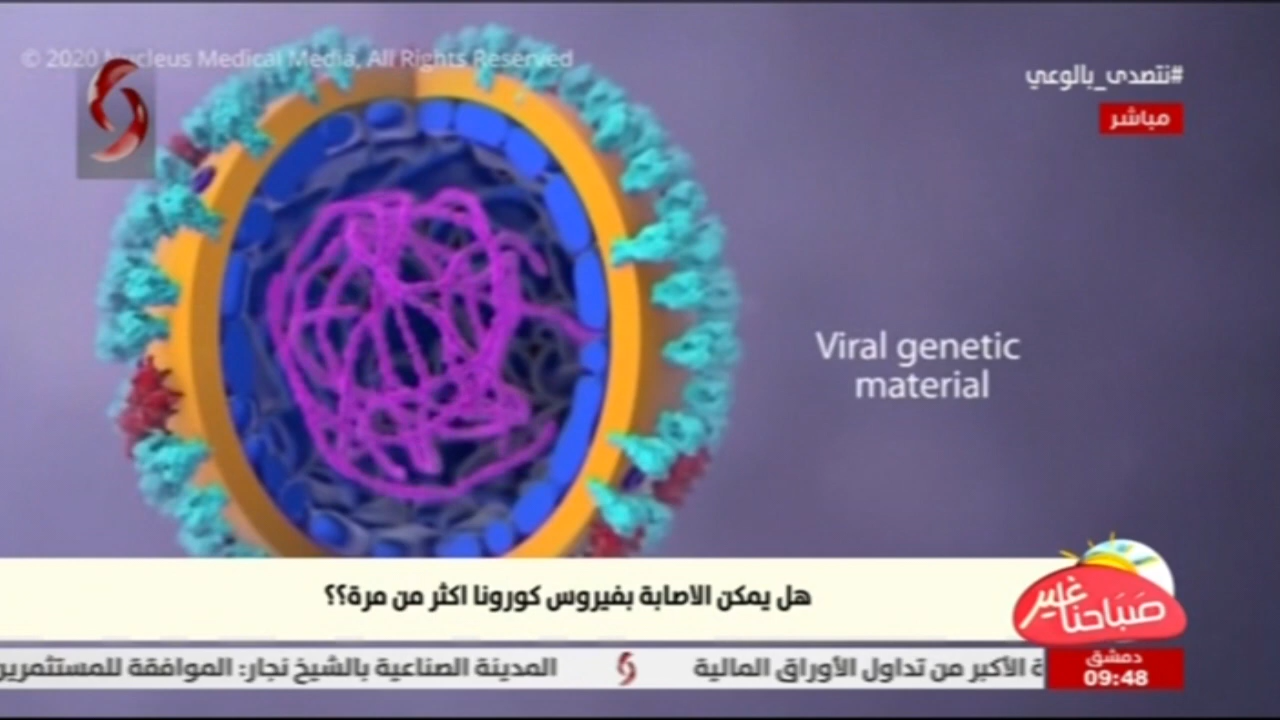 © 2020 Nucleus Medical Media, All Rights Reserved
#نتصدى_بالوعي
مباشر
Viral genetic
material
هل يمكن الاصابة بفيروس كورونا اكثر من مرة؟؟
صباحنا غير
الأكبر من تداول الأوراق المالية
المدينة الصناعية بالشيخ نجار: الموافقة للمستثمرين
دمشق
09:48